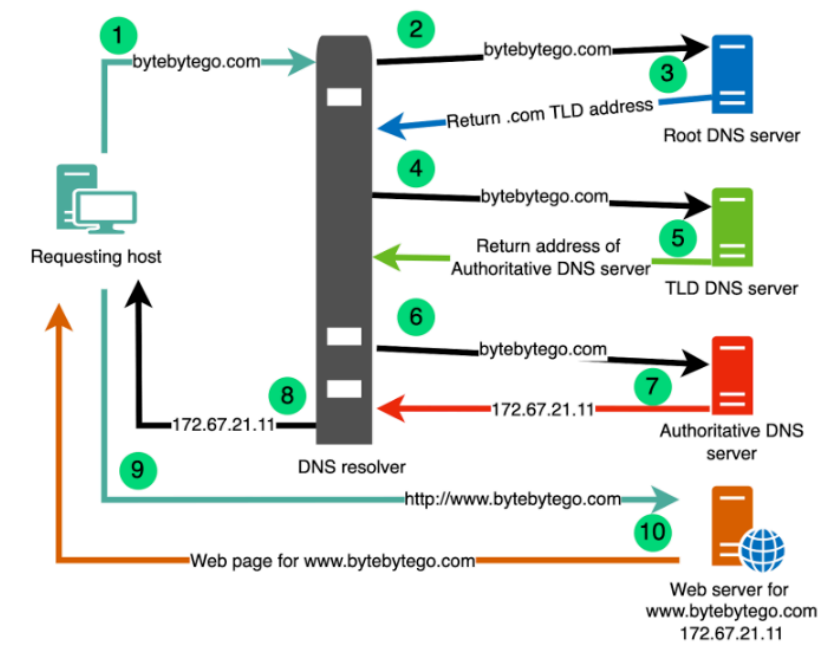 1
bytebytego.com
2
bytebytego.com
3
Return .com TLD address
Root DNS server
4
bytebytego.com
5
Return address of
Authoritative DNS server
TLD DNS server
Requesting host
6
bytebytego.com
7
172.67.21.11
Authoritative DNS
server
8
172.67.21.11
DNS resolver
9
http://www.bytebytego.com
10
Web page for www.bytebytego.com
Web server for
www.bytebytego.com
172.67.21.11